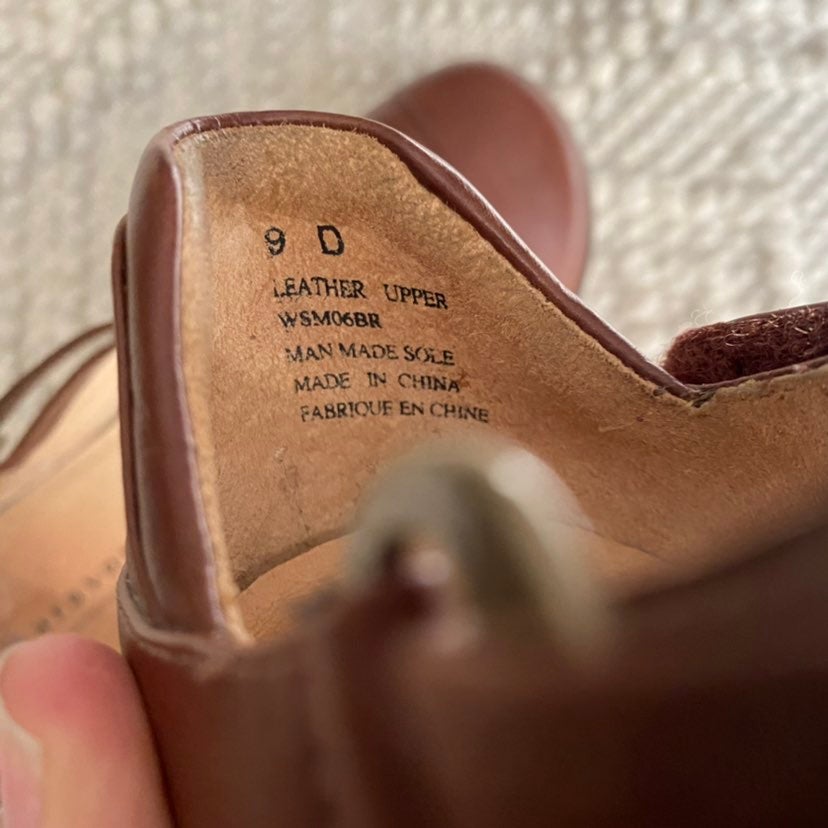 9 D
LEATHER UPPER
WSM06BR
MAN MADE SOLE
MADE IN CHINA
FABRIQUE EN CHINE